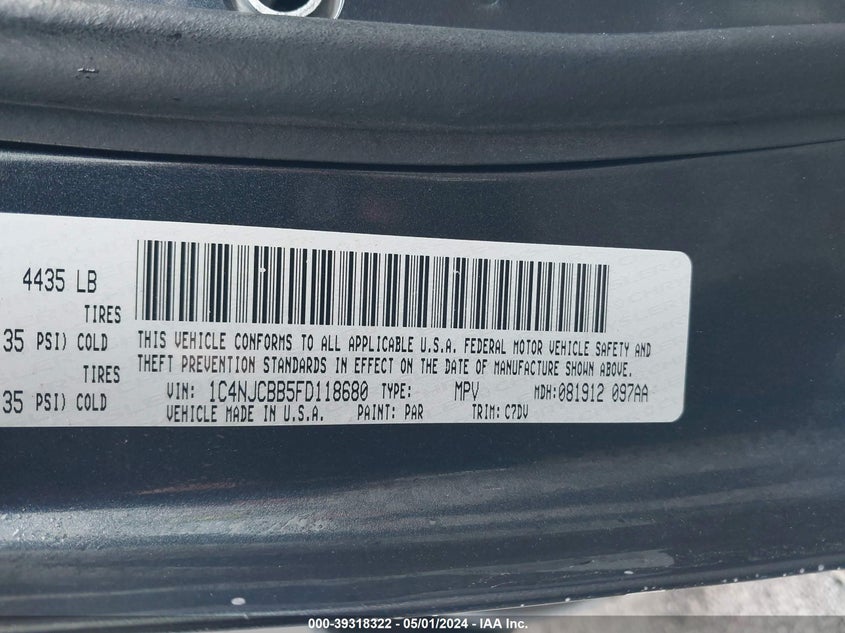 4435 LB
TIRES
35 PSI) COLD
TIRES
35 PSI) COLD
THIS VEHICLE CONFORMS TO ALL APPLICABLE U.S.A. FEDERAL MOTOR VEHICLE SAFETY AND
THEFT PREVENTION STANDARDS IN EFFECT ON THE DATE OF MANUFACTURE SHOWN ABOVE.
VIN: 1C4NJCBB5FD118680 TYPE: MPV MDH:081912 097AA
VEHICLE MADE IN U.S.A. PAINT: PAR TRIM: C7DV
000-39318322 - 05/01/2024 - IAA Inc.